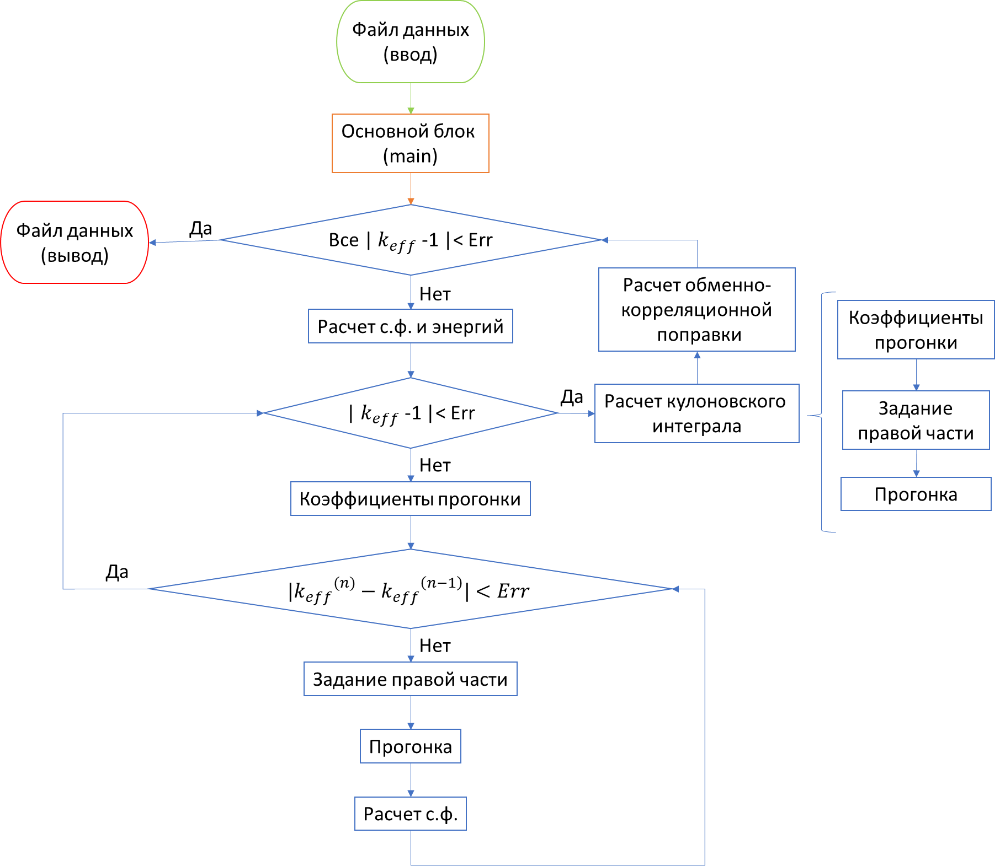 Файл данных
(ввод)
Основной блок
(main)
Файл данных
(вывод)
Да
Все | k_eff -1 |< Err
Нет
Расчет с.ф. и энергий
Расчет обменно-
корреляционной
поправки
| k_eff -1 |< Err
Да
Расчет кулоновского
интеграла
Коэффициенты
прогонки
Задание
правой части
Прогонка
Нет
Коэффициенты прогонки
Да
|k_eff^(n) − k_eff^(n−1)| < Err
Нет
Задание правой части
Прогонка
Расчет с.ф.